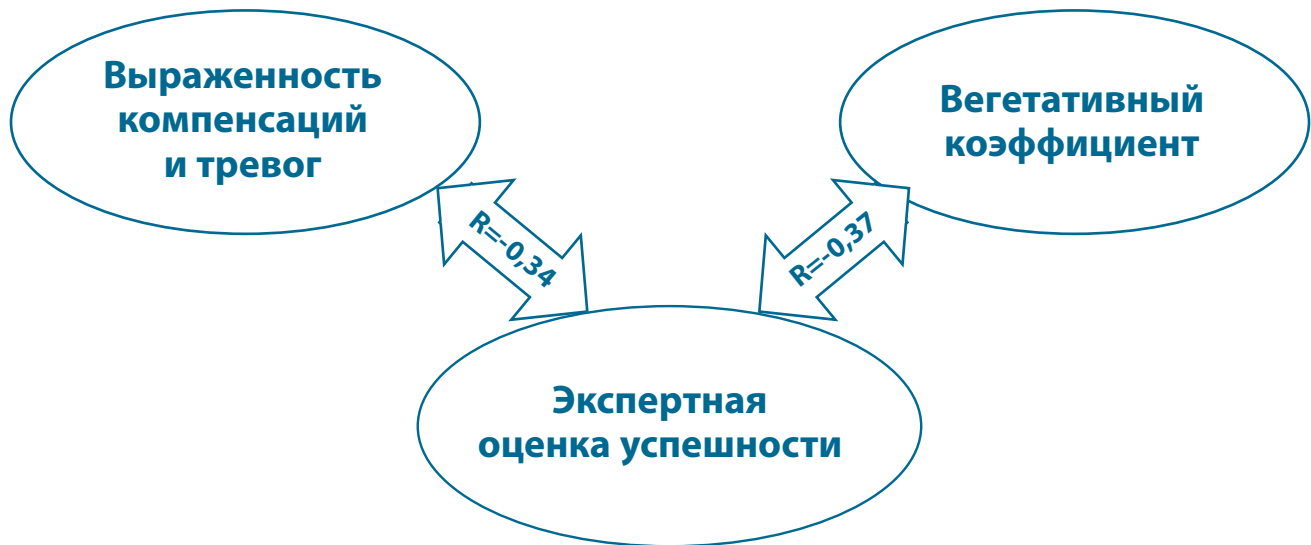 Выраженность
компенсаций
и тревог
Вегетативный
коэффициент
R=-0,34
R=-0,37
Экспертная
оценка успешности